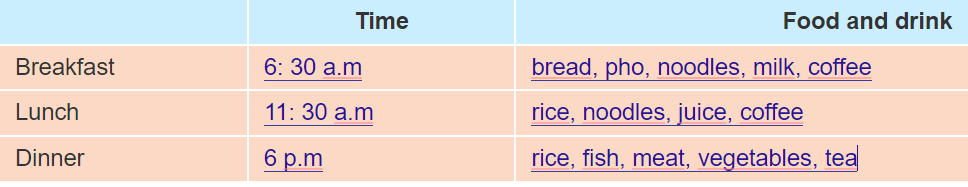 Time Food and drink
Breakfast 6: 30 a.m bread, pho, noodles, milk, coffee
Lunch 11: 30 a.m rice, noodles, juice, coffee
Dinner 6 p.m rice, fish, meat, vegetables, tea